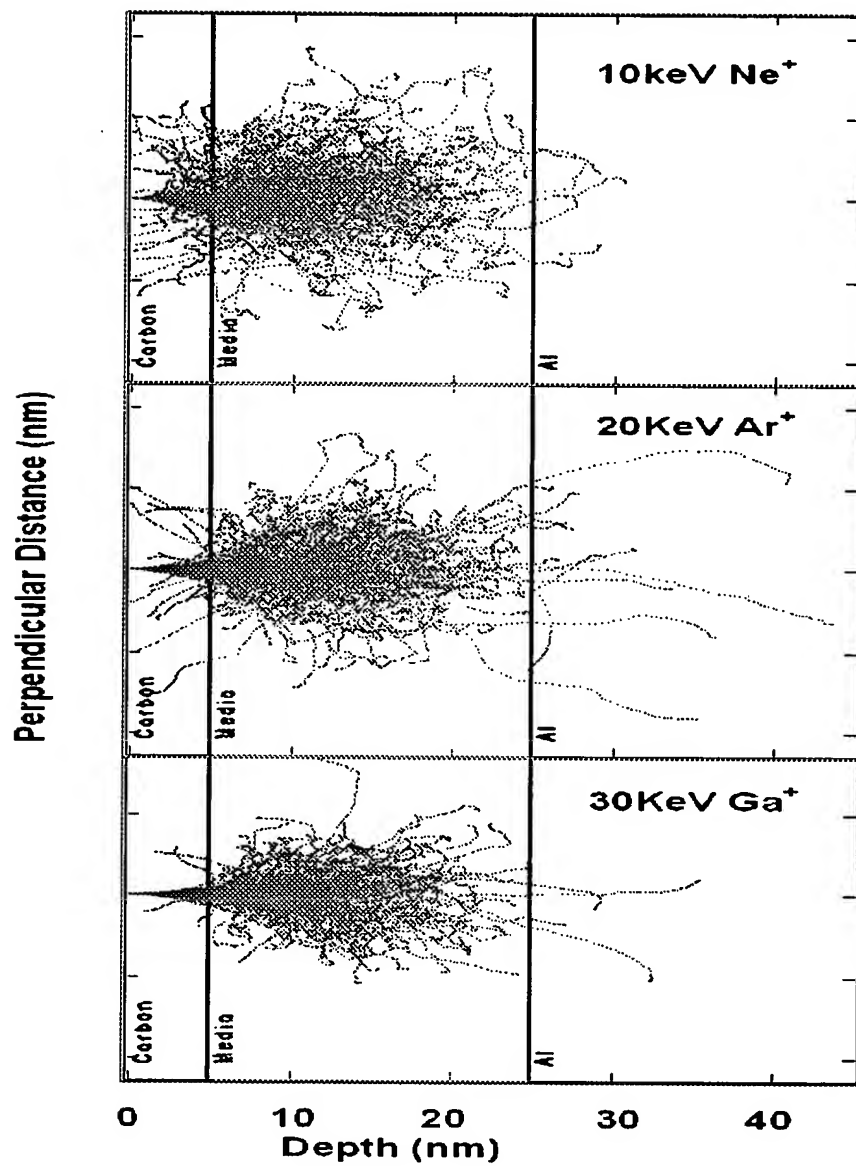 Perpendicular Distance (nm)
10keV Ne+
Carbon
Media
Al
20KeV Ar+
Carbon
Media
Al
30KeV Ga+
Carbon
Media
Al
0 10 20 30 40
Depth (nm)